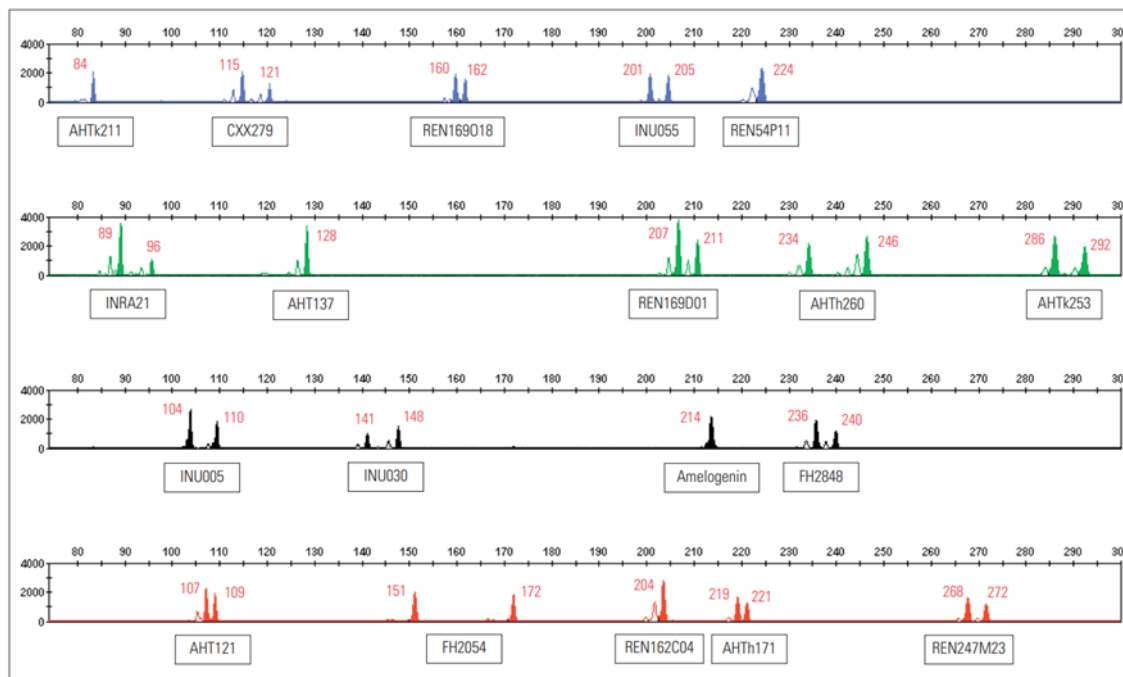 80 90 100 110 120 130 140 150 160 170 180 190 200 210 220 230 240 250 260 270 280 290 300
4000
2000
0
84 115 121 160 162 201 205 224
AHTk211 CXX279 REN169O18 INU055 REN54P11
80 90 100 110 120 130 140 150 160 170 180 190 200 210 220 230 240 250 260 270 280 290 300
4000
2000
0
89 96 128 207 211 234 246 286 292
INRA21 AHT137 REN169D01 AHTh260 AHTk253
80 90 100 110 120 130 140 150 160 170 180 190 200 210 220 230 240 250 260 270 280 290 300
4000
2000
0
104 110 141 148 214 236 240
INU005 INU030 Amelogenin FH2848
80 90 100 110 120 130 140 150 160 170 180 190 200 210 220 230 240 250 260 270 280 290 300
4000
2000
0
107 109 151 172 204 219 221 268 272
AHT121 FH2054 REN162C04 AHTh171 REN247M23